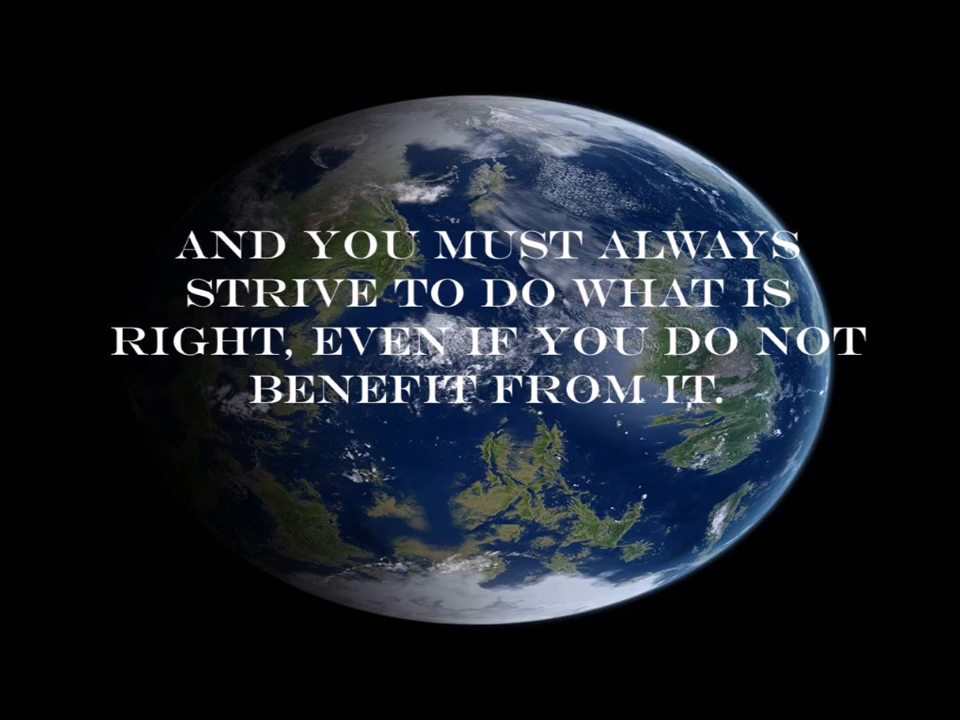 AND YOU MUST ALWAYS
STRIVE TO DO WHAT IS
RIGHT, EVEN IF YOU DO NOT
BENEFIT FROM IT.